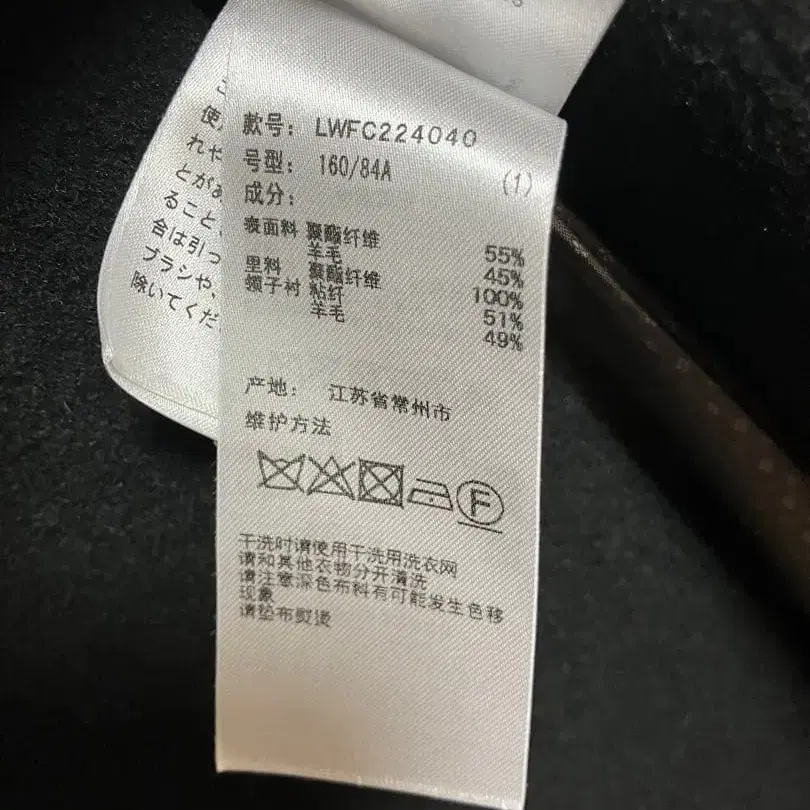 款号: LWFC224040
号型: 160/84A (1)
成分:
表面料 聚酯纤维 55%
羊毛 45%
里料 聚酯纤维 100%
领子衬 粘纤 51%
羊毛 49%
产地: 江苏省常州市
维护方法
F
干洗时请使用干洗用洗衣网
请和其他衣物分开清洗
请注意深色布料有可能发生色移
现象
请垫布熨烫
使
れや
とがあ
ること
合は引っ
ブラシや、
除いてくだ